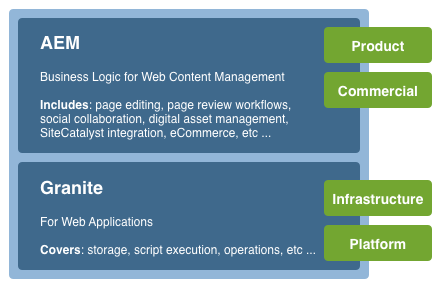 AEM
Product
Business Logic for Web Content Management
Commercial
Includes: page editing, page review workflows,
social collaboration, digital asset management,
SiteCatalyst integration, eCommerce, etc ...
Granite
Infrastructure
For Web Applications
Platform
Covers: storage, script execution, operations, etc ...